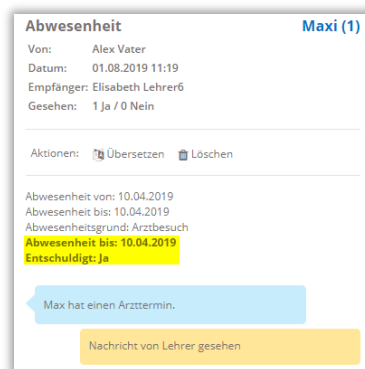 Abwesenheit Maxi (1)
Von: Alex Vater
Datum: 01.08.2019 11:19
Empfänger: Elisabeth Lehrer6
Gesehen: 1 Ja / 0 Nein
Aktionen: Übersetzen Löschen
Abwesenheit von: 10.04.2019
Abwesenheit bis: 10.04.2019
Abwesenheitsgrund: Arztbesuch
Abwesenheit bis: 10.04.2019
Entschuldigt: Ja
Max hat einen Arzttermin.
Nachricht von Lehrer gesehen